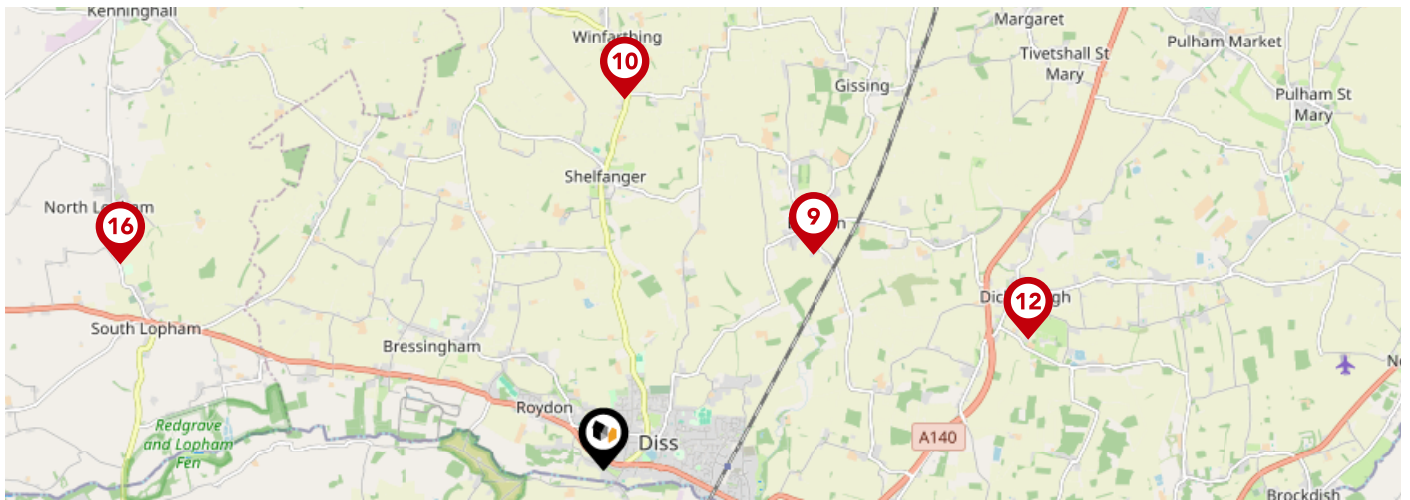 Kenninghall
Margaret
Winfarthing
Pulham Market
Tivetshall St
Mary
10
Gissing
Pulham St
Mary
Shelfanger
North
16
9
12
South Lopham
Bressingham
Roydon
Redgrave
and Lopham
Fen
Diss
A140
Brockdish